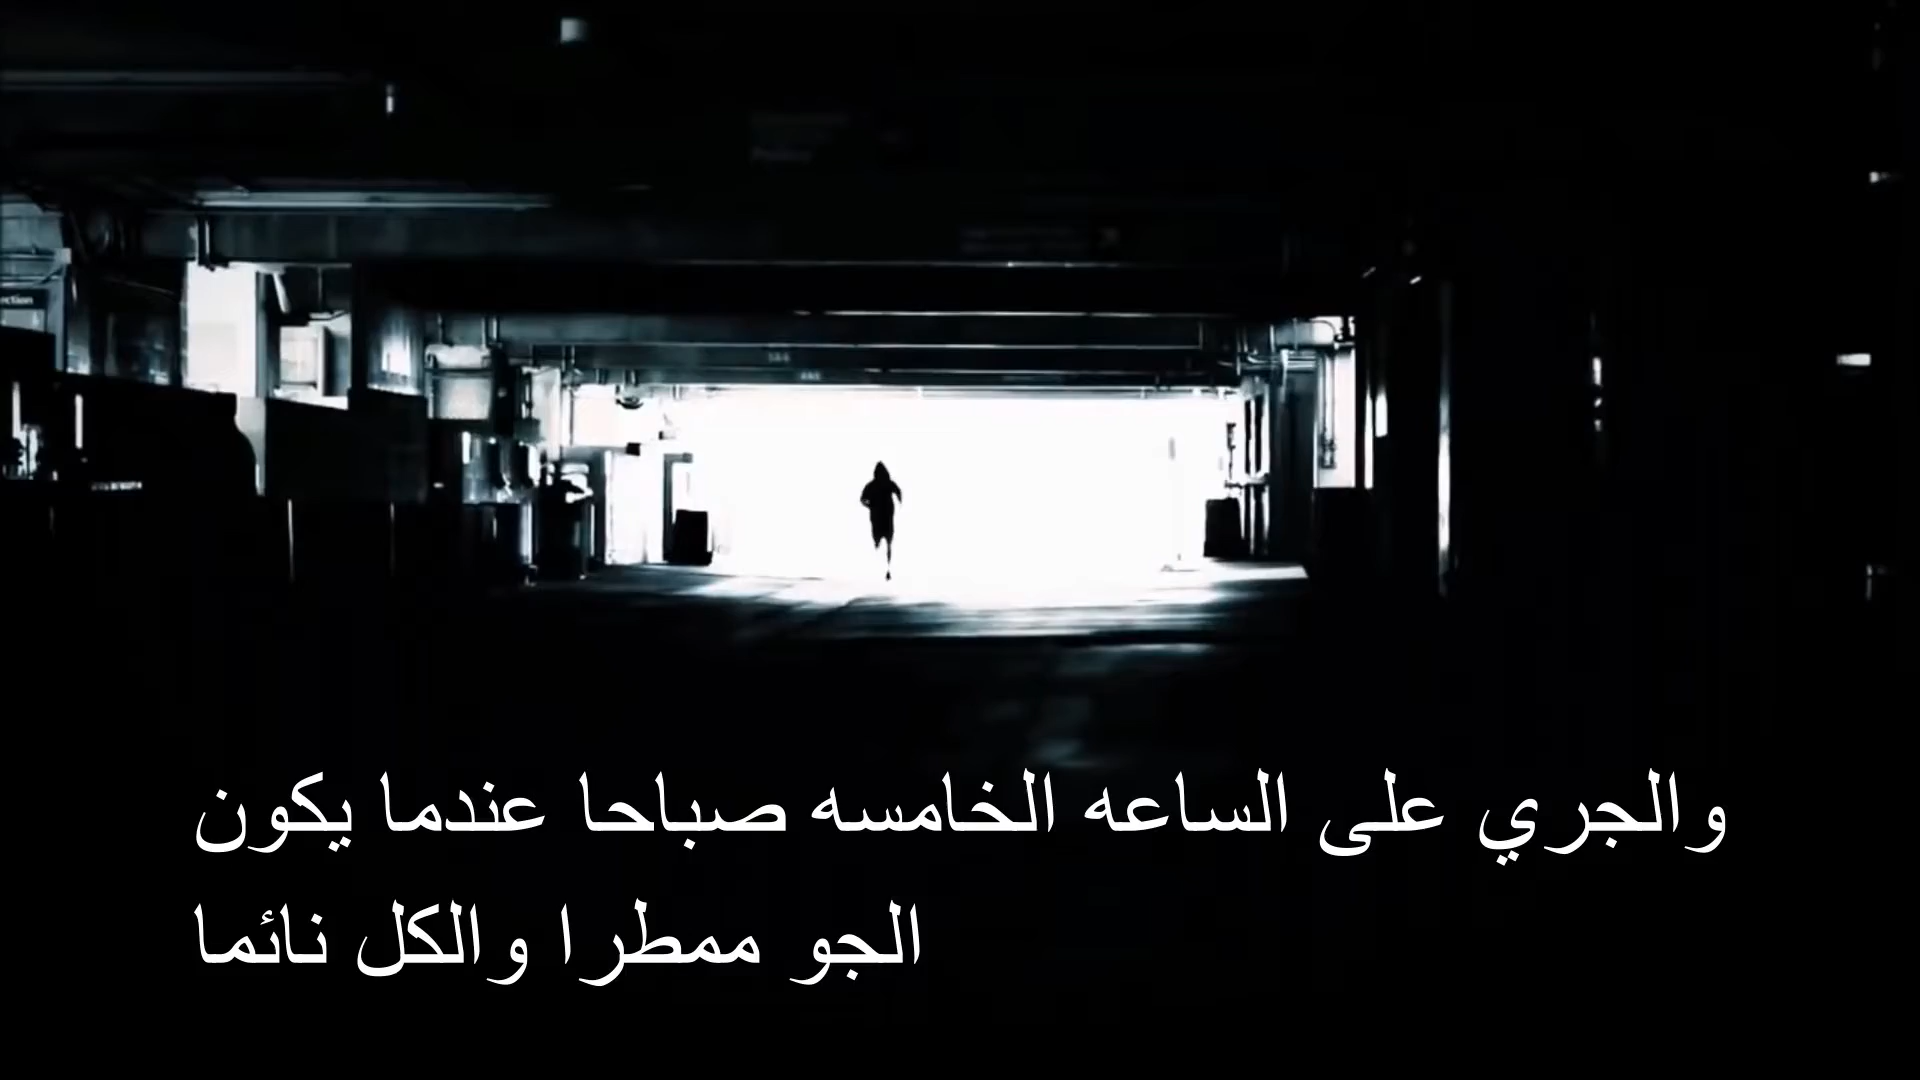 والجري على الساعه الخامسه صباحا عندما يكون
الجو ممطرا والكل نائما